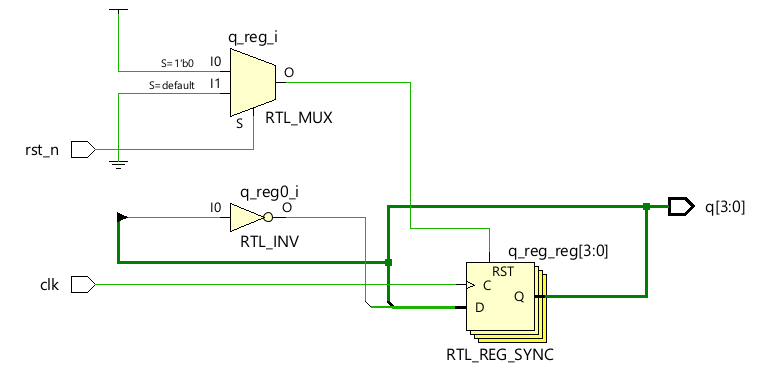 q_reg_i
S=1'b0 I0
O
S=default I1
S
RTL_MUX
rst_n
q_reg0_i
I0 O
RTL_INV
q[3:0]
q_reg_reg[3:0]
RST
clk
C
Q
D
RTL_REG_SYNC